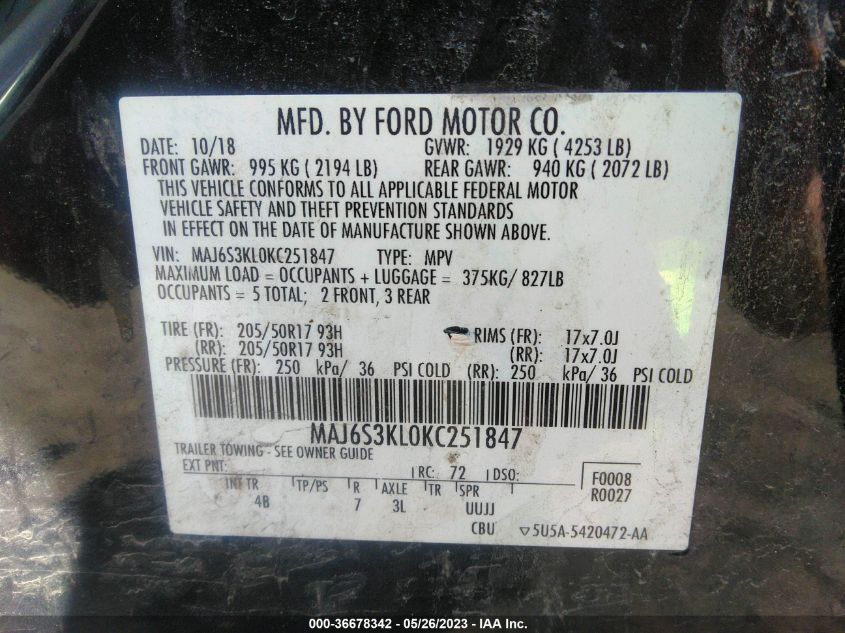 MFD. BY FORD MOTOR CO.
DATE: 10/18 GVWR: 1929 KG ( 4253 LB)
FRONT GAWR: 995 KG ( 2194 LB) REAR GAWR: 940 KG ( 2072 LB)
THIS VEHICLE CONFORMS TO ALL APPLICABLE FEDERAL MOTOR
VEHICLE SAFETY AND THEFT PREVENTION STANDARDS
IN EFFECT ON THE DATE OF MANUFACTURE SHOWN ABOVE.
VIN: MAJ6S3KL0KC251847 TYPE: MPV
MAXIMUM LOAD = OCCUPANTS + LUGGAGE = 375KG/ 827LB
OCCUPANTS = 5 TOTAL; 2 FRONT, 3 REAR
TIRE (FR): 205/50R17 93H RIMS (FR): 17x7.0J
(RR): 205/50R17 93H (RR): 17x7.0J
PRESSURE (FR): 250 kPa/ 36 PSI COLD (RR): 250 kPa/ 36 PSI COLD
MAJ6S3KL0KC251847
TRAILER TOWING - SEE OWNER GUIDE
EXT PNT: RC: 72 DSO: F0008
R0027
INT TR TP/PS R AXLE TR SPR
4B 7 3L UUJJ
CBU ▽5U5A-5420472-AA
000-36678342 - 05/26/2023 - IAA Inc.